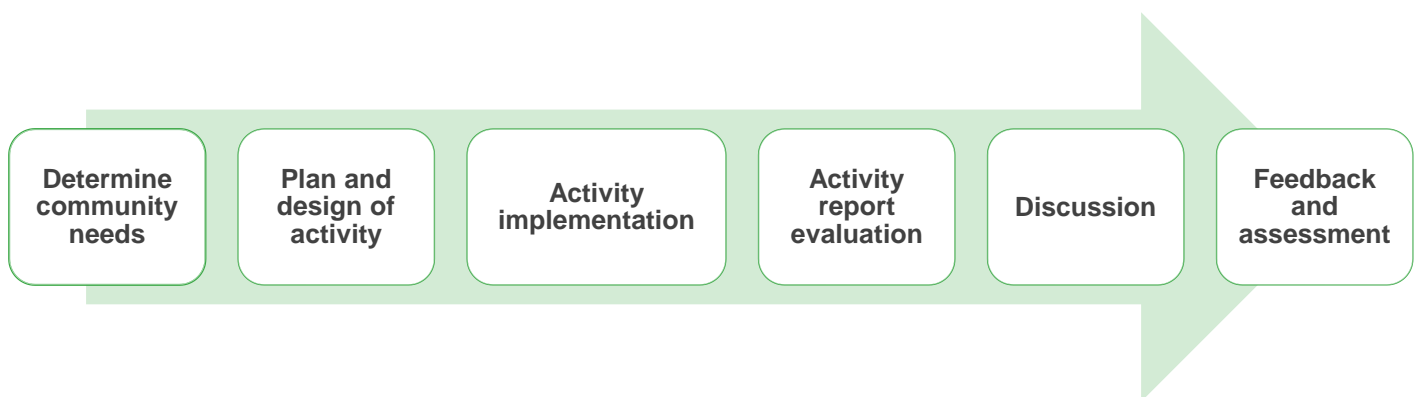 Determine
community
needs
Plan and
design of
activity
Activity
implementation
Activity
report
evaluation
Discussion
Feedback
and
assessment